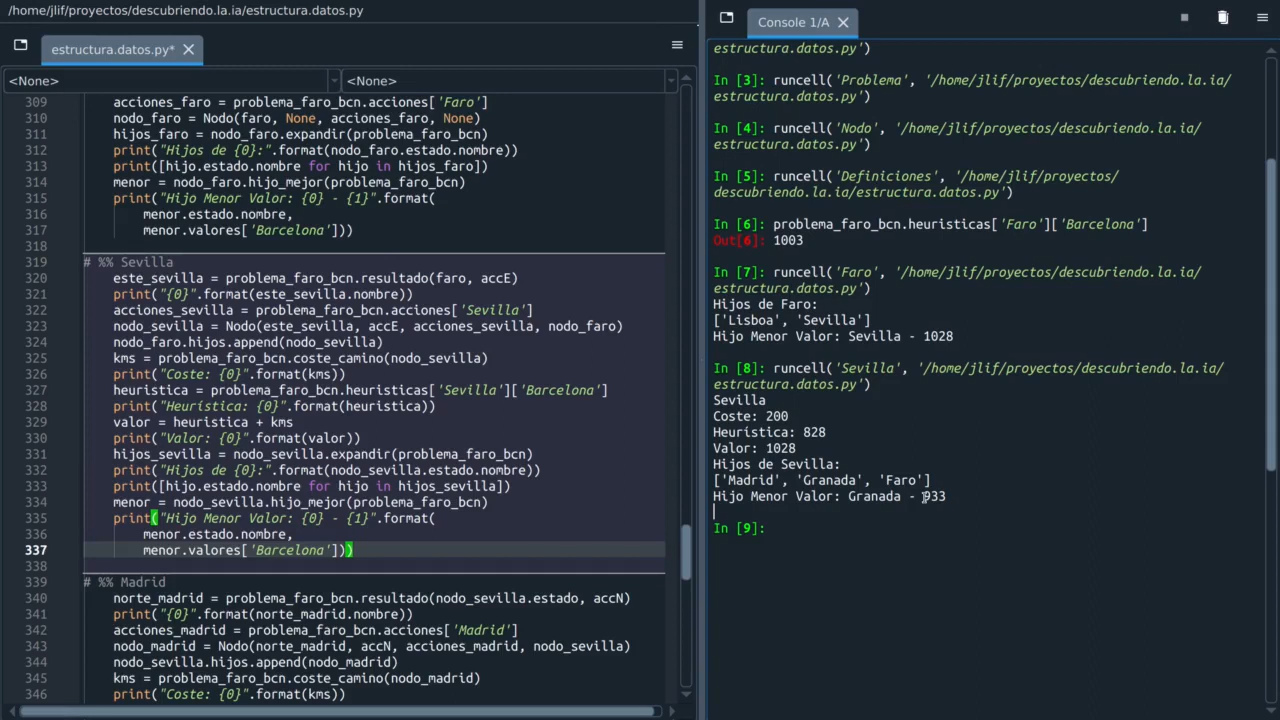 /home/jlif/proyectos/descubriendo.la.ia/estructura.datos.py
estructura.datos.py*
<None>
<None>
309 acciones_faro = problema_faro_bcn.acciones['Faro']
310 nodo_faro = Nodo(faro, None, acciones_faro, None)
311 hijos_faro = nodo_faro.expandir(problema_faro_bcn)
312 print("Hijos de {0}:".format(nodo_faro.estado.nombre))
313 print([hijo.estado.nombre for hijo in hijos_faro])
314 menor = nodo_faro.hijo_mejor(problema_faro_bcn)
315 print("Hijo Menor Valor: {0} - {1}".format(
316 menor.estado.nombre,
317 menor.valores['Barcelona']))
318
319 # %% Sevilla
320 este_sevilla = problema_faro_bcn.resultado(faro, accE)
321 print("{0}".format(este_sevilla.nombre))
322 acciones_sevilla = problema_faro_bcn.acciones['Sevilla']
323 nodo_sevilla = Nodo(este_sevilla, accE, acciones_sevilla, nodo_faro)
324 nodo_faro.hijos.append(nodo_sevilla)
325 kms = problema_faro_bcn.coste_camino(nodo_sevilla)
326 print("Coste: {0}".format(kms))
327 heuristica = problema_faro_bcn.heuristicas['Sevilla']['Barcelona']
328 print("Heurística: {0}".format(heuristica))
329 valor = heuristica + kms
330 print("Valor: {0}".format(valor))
331 hijos_sevilla = nodo_sevilla.expandir(problema_faro_bcn)
332 print("Hijos de {0}:".format(nodo_sevilla.estado.nombre))
333 print([hijo.estado.nombre for hijo in hijos_sevilla])
334 menor = nodo_sevilla.hijo_mejor(problema_faro_bcn)
335 print("Hijo Menor Valor: {0} - {1}".format(
336 menor.estado.nombre,
337 menor.valores['Barcelona']))
338
339 # %% Madrid
340 norte_madrid = problema_faro_bcn.resultado(nodo_sevilla.estado, accN)
341 print("{0}".format(norte_madrid.nombre))
342 acciones_madrid = problema_faro_bcn.acciones['Madrid']
343 nodo_madrid = Nodo(norte_madrid, accN, acciones_madrid, nodo_sevilla)
344 nodo_sevilla.hijos.append(nodo_madrid)
345 kms = problema_faro_bcn.coste_camino(nodo_madrid)
346 print("Coste: {0}".format(kms))
Console 1/A
estructura.datos.py')
In [3]: runcell('Problema', '/home/jlif/proyectos/descubriendo.la.ia/
estructura.datos.py')
In [4]: runcell('Nodo', '/home/jlif/proyectos/descubriendo.la.ia/
estructura.datos.py')
In [5]: runcell('Definiciones', '/home/jlif/proyectos/
descubriendo.la.ia/estructura.datos.py')
In [6]: problema_faro_bcn.heuristicas['Faro']['Barcelona']
Out[6]: 1003
In [7]: runcell('Faro', '/home/jlif/proyectos/descubriendo.la.ia/
estructura.datos.py')
Hijos de Faro:
['Lisboa', 'Sevilla']
Hijo Menor Valor: Sevilla - 1028
In [8]: runcell('Sevilla', '/home/jlif/proyectos/descubriendo.la.ia/
estructura.datos.py')
Sevilla
Coste: 200
Heurística: 828
Valor: 1028
Hijos de Sevilla:
['Madrid', 'Granada', 'Faro']
Hijo Menor Valor: Granada - 933
In [9]: